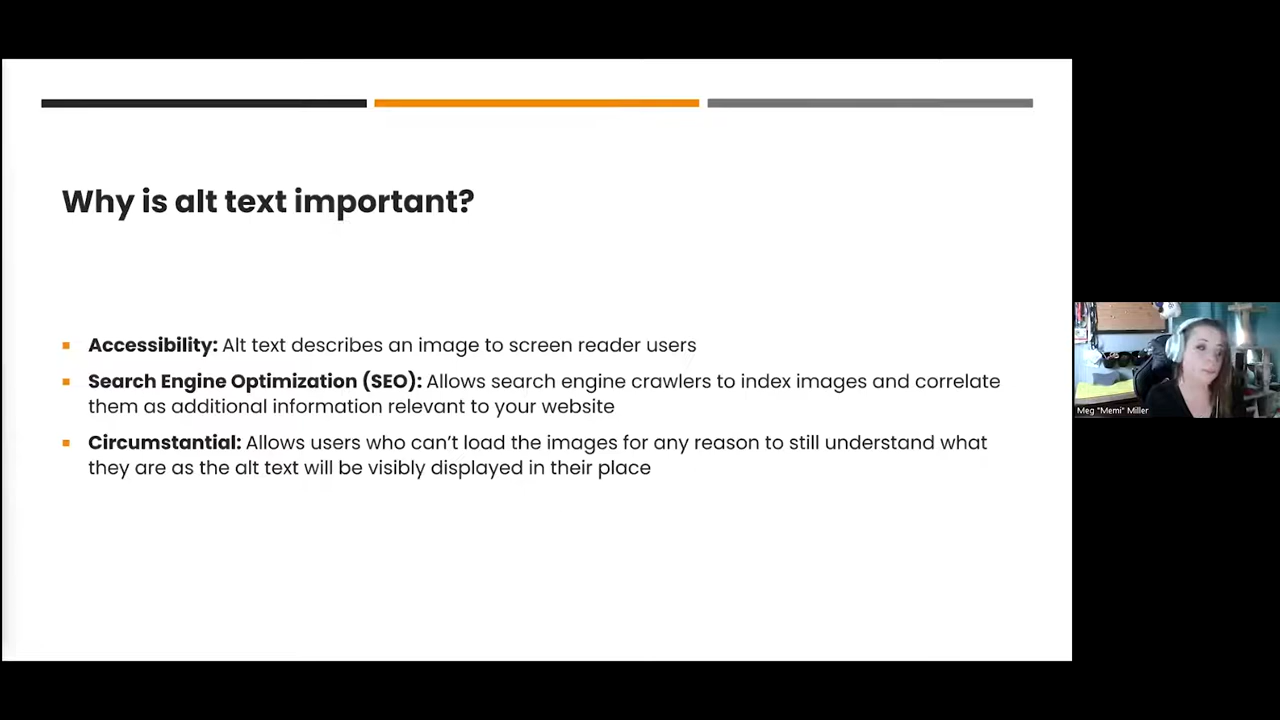 Why is alt text important?
Accessibility: Alt text describes an image to screen reader users
Search Engine Optimization (SEO): Allows search engine crawlers to index images and correlate
them as additional information relevant to your website
Circumstantial: Allows users who can’t load the images for any reason to still understand what
they are as the alt text will be visibly displayed in their place
Meg "Memi" Miller